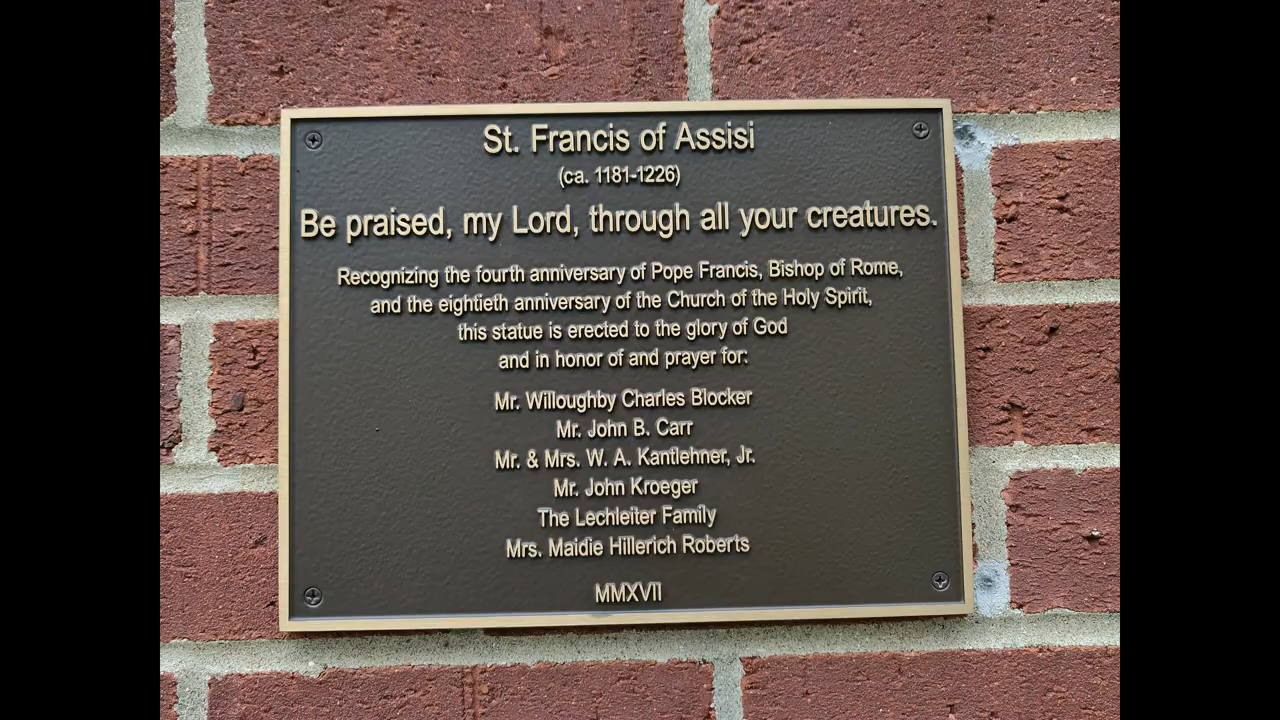 St. Francis of Assisi
(ca. 1181-1226)
Be praised, my Lord, through all your creatures.
Recognizing the fourth anniversary of Pope Francis, Bishop of Rome,
and the eightieth anniversary of the Church of the Holy Spirit,
this statue is erected to the glory of God
and in honor of and prayer for:
Mr. Willoughby Charles Blocker
Mr. John B. Carr
Mr. & Mrs. W. A. Kantlehner, Jr.
Mr. John Kroeger
The Lechleiter Family
Mrs. Maidie Hillerich Roberts
MMXVII